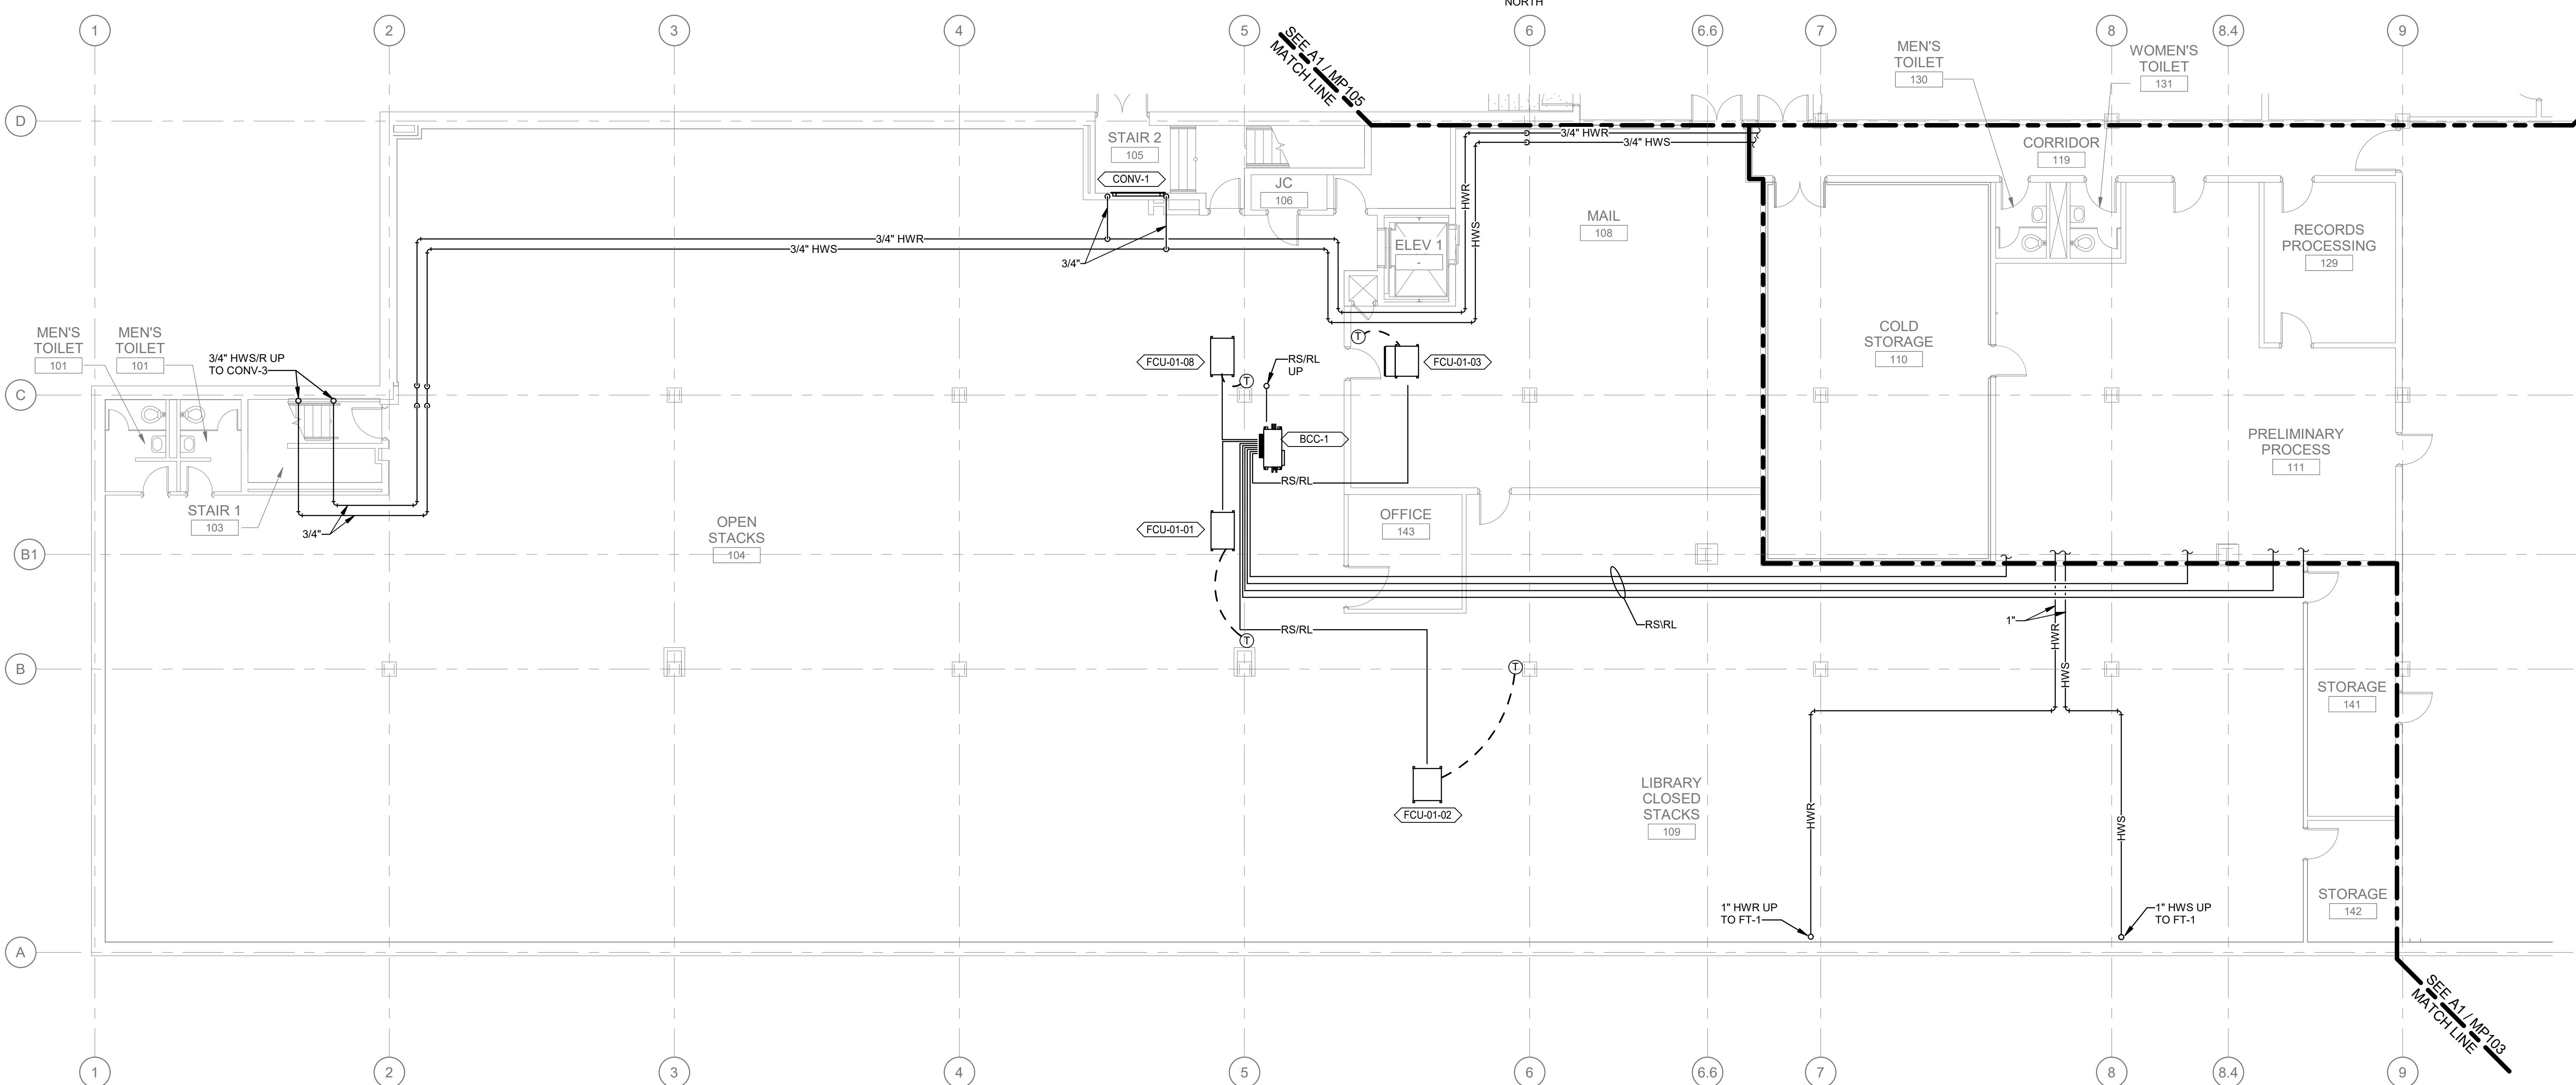 NORTH
1
2
3
4
5
6
6.6
7
8
8.4
9
SEE A1 / MP105
MATCH LINE
MEN'S
TOILET
130
WOMEN'S
TOILET
131
D
STAIR 2
105
3/4" HWR
3/4" HWS
CORRIDOR
119
CONV-1
JC
106
HWR
HWS
MAIL
108
3/4" HWR
3/4" HWS
3/4"
ELEV 1
-
RECORDS
PROCESSING
129
COLD
STORAGE
110
MEN'S
TOILET
101
MEN'S
TOILET
101
3/4" HWS/R UP
TO CONV-3
FCU-01-08
RS/RL
UP
T
T
FCU-01-03
C
BCC-1
RS/RL
PRELIMINARY
PROCESS
111
STAIR 1
103
3/4"
OPEN
STACKS
104
FCU-01-01
OFFICE
143
B1
RS/RL
T
RS\RL
1"
HWR
HWS
B
T
STORAGE
141
FCU-01-02
LIBRARY
CLOSED
STACKS
109
HWR
HWS
1" HWR UP
TO FT-1
1" HWS UP
TO FT-1
STORAGE
142
A
SEE A1 / MP103
MATCH LINE
1
2
3
4
5
6
6.6
7
8
8.4
9